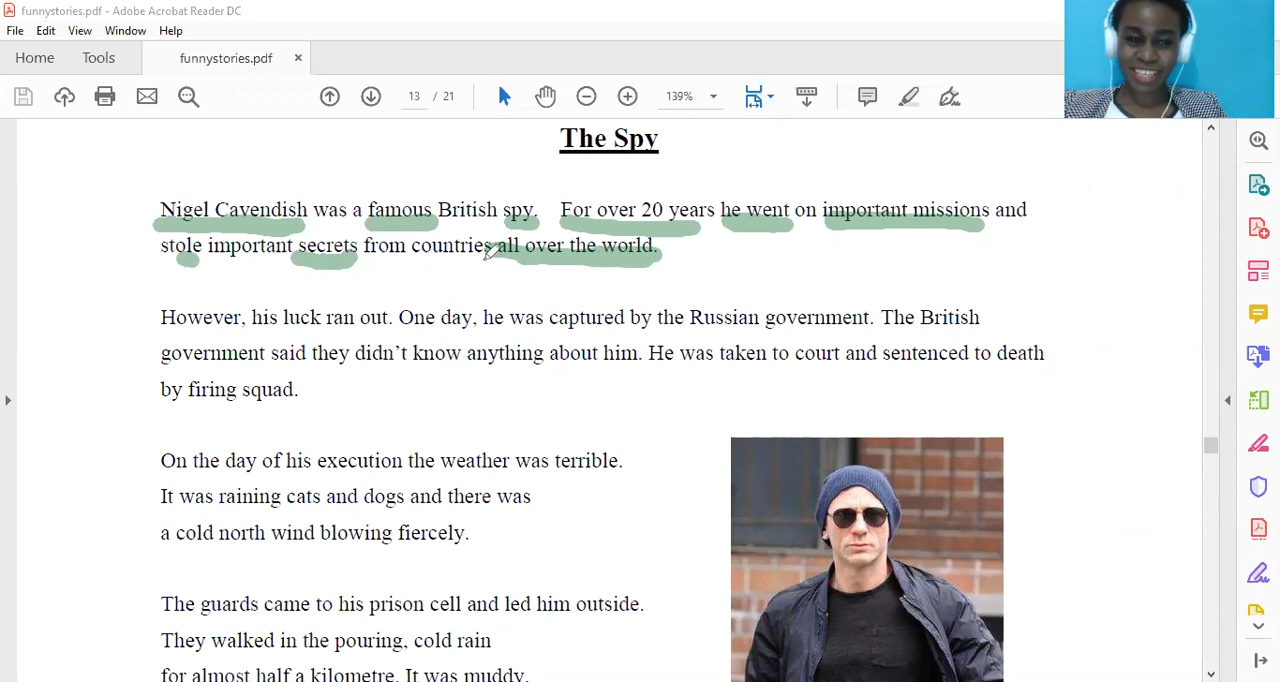 funnystories.pdf - Adobe Acrobat Reader DC
File Edit View Window Help
Home Tools funnystories.pdf ×
13 / 21 139%
The Spy
Nigel Cavendish was a famous British spy. For over 20 years he went on important missions and
stole important secrets from countries all over the world.
However, his luck ran out. One day, he was captured by the Russian government. The British
government said they didn’t know anything about him. He was taken to court and sentenced to death
by firing squad.
On the day of his execution the weather was terrible.
It was raining cats and dogs and there was
a cold north wind blowing fiercely.
The guards came to his prison cell and led him outside.
They walked in the pouring, cold rain
for almost half a kilometre. It was muddy,